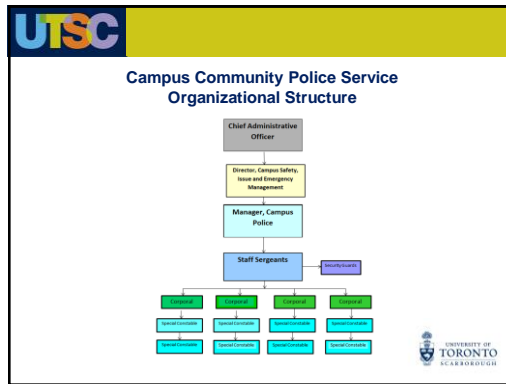 UTSC
Campus Community Police Service
Organizational Structure
Chief Administrative
Officer
Director, Campus Safety,
Issue and Emergency
Management
Manager, Campus
Police
Staff Sergeants
Security Guards
Corporal
Corporal
Corporal
Corporal
Special Constable
Special Constable
Special Constable
Special Constable
Special Constable
Special Constable
Special Constable
Special Constable
UNIVERSITY OF
TORONTO
SCARBOROUGH